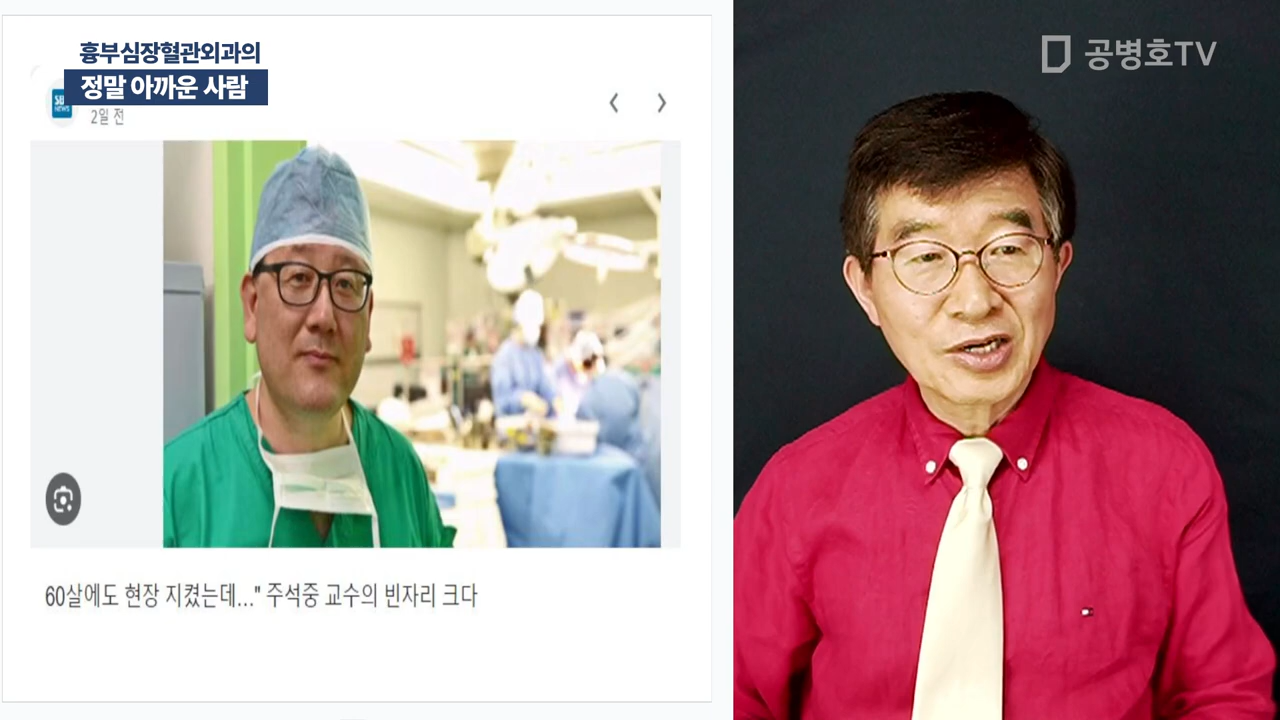 흉부심장혈관외과의
정말 아까운 사람
SBS
NEWS
2일 전
60살에도 현장 지켰는데..." 주석중 교수의 빈자리 크다
공병호TV